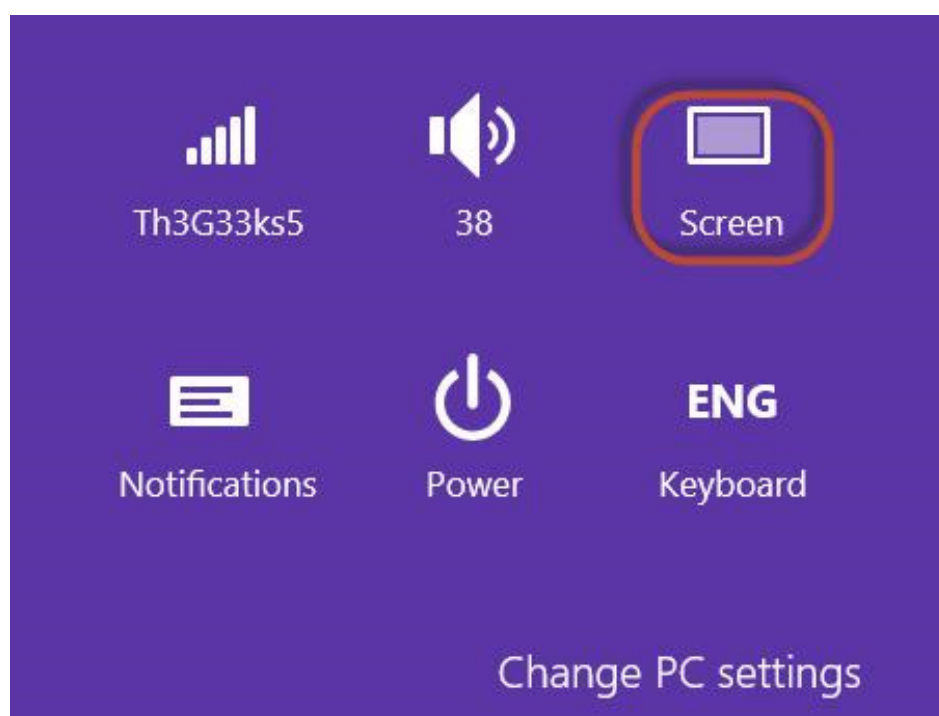 Th3G33ks5
38
Screen
Notifications
Power
ENG
Keyboard
Change PC settings